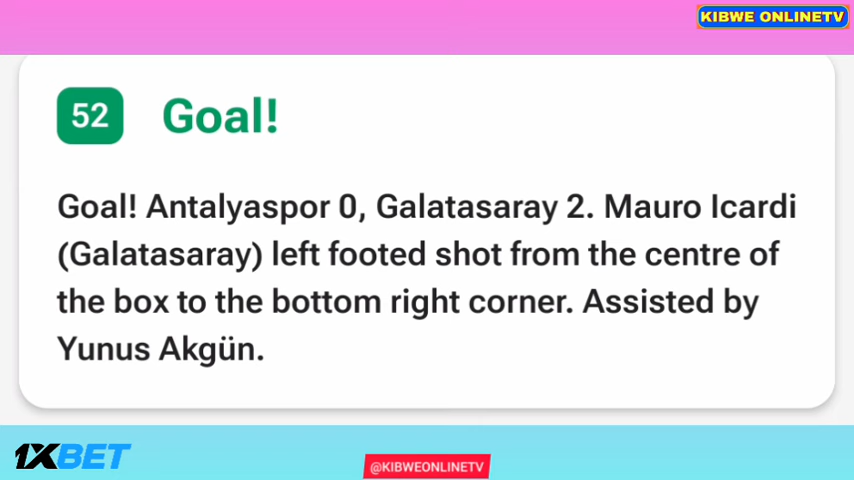 KIBWE ONLINETV
52 Goal!
Goal! Antalyaspor 0, Galatasaray 2. Mauro Icardi
(Galatasaray) left footed shot from the centre of
the box to the bottom right corner. Assisted by
Yunus Akgün.
1XBET
@KIBWEONLINETV